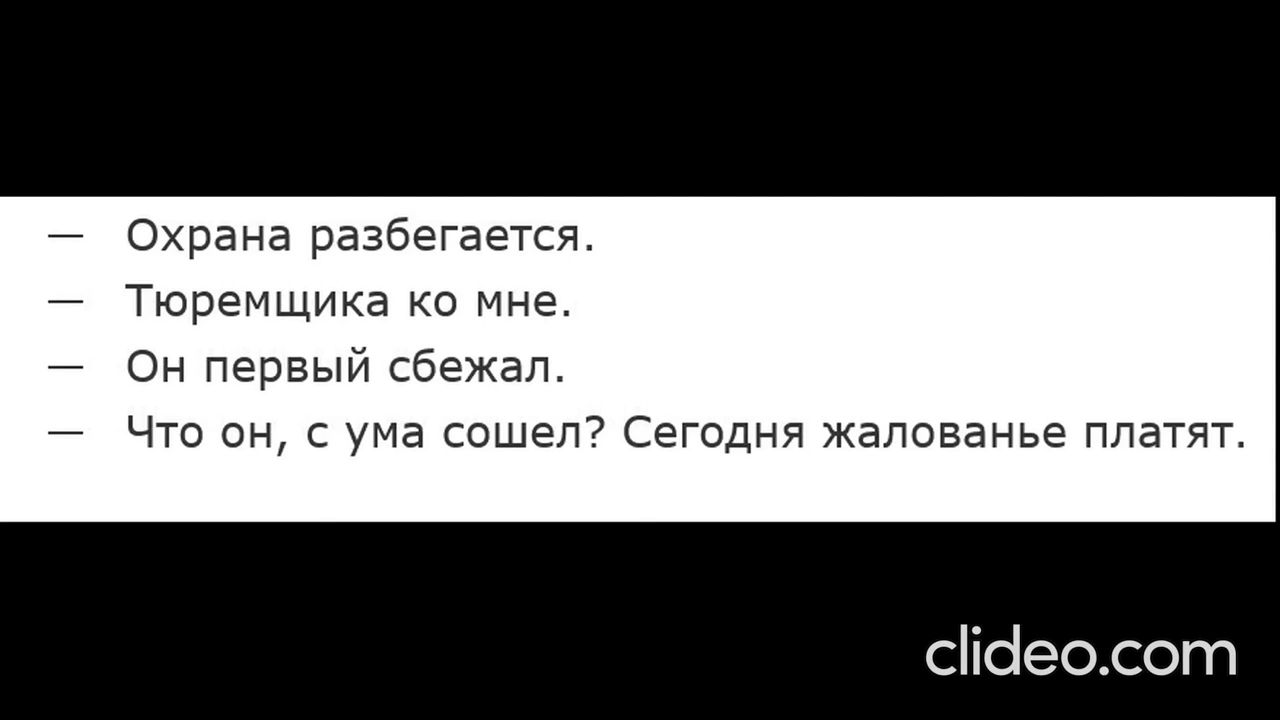 — Охрана разбегается.
— Тюремщика ко мне.
— Он первый сбежал.
— Что он, с ума сошел? Сегодня жалованье платят.
clideo.com